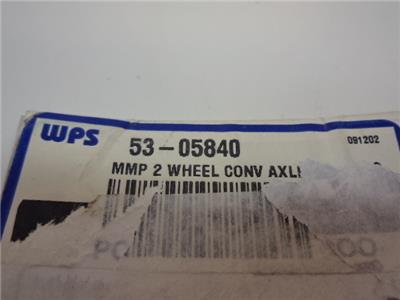 WPS
53-05840
091202
MMP 2 WHEEL CONV AXL